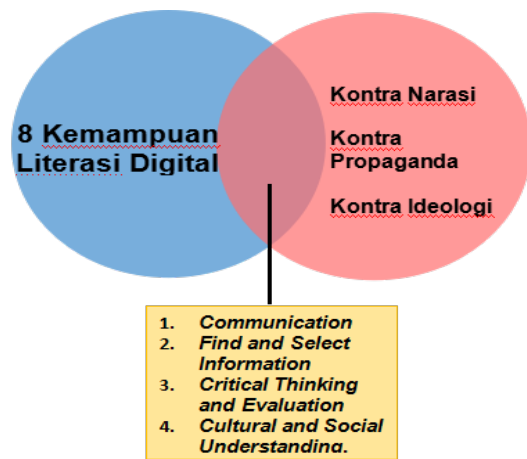 8 Kemampuan
Literasi Digital
Kontra Narasi
Kontra
Propaganda
Kontra Ideologi
1. Communication
2. Find and Select
Information
3. Critical Thinking
and Evaluation
4. Cultural and Social
Understanding.